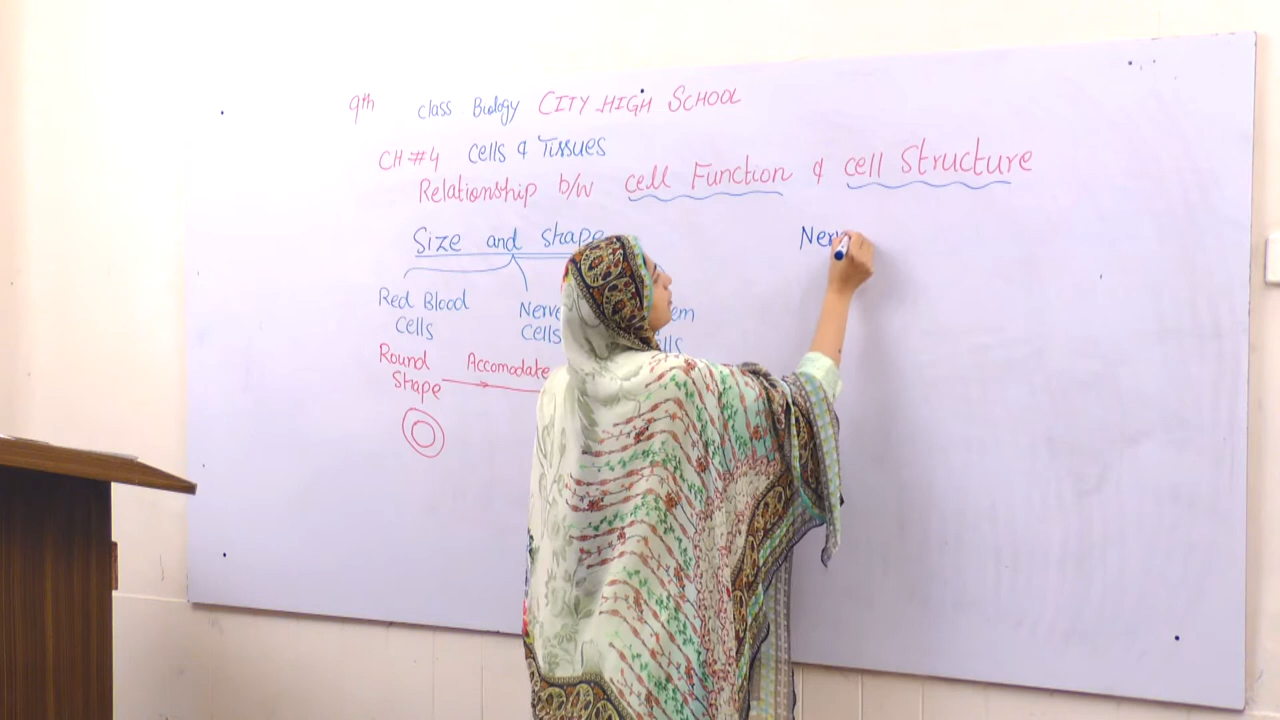 9th class Biology CITY HIGH SCHOOL
CH #4 Cells & Tissues
Relationship b/w cell Function & cell Structure
Size and shape
Red Blood Cells
Nerve Cells
Round Shape
Accomodate